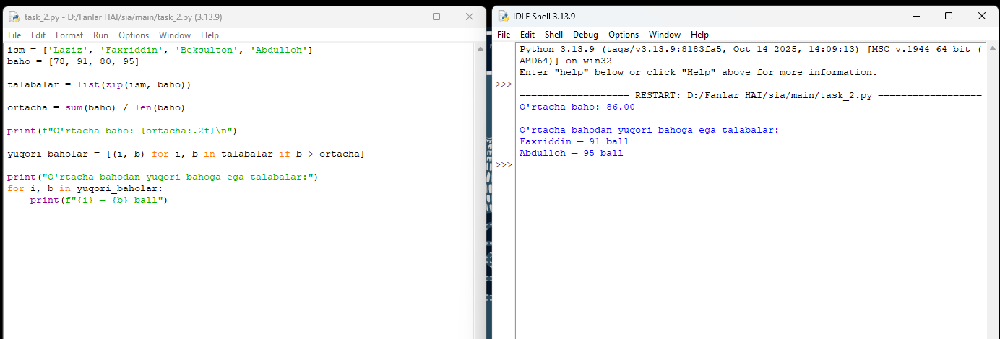 task_2.py - D:/Fanlar HAI/sia/main/task_2.py (3.13.9)
File Edit Format Run Options Window Help
ism = ['Laziz', 'Faxriddin', 'Beksulton', 'Abdulloh']
baho = [78, 91, 80, 95]
talabalar = list(zip(ism, baho))
ortacha = sum(baho) / len(baho)
print(f"O'rtacha baho: {ortacha:.2f}\n")
yuqori_baholar = [(i, b) for i, b in talabalar if b > ortacha]
print("O'rtacha bahodan yuqori bahoga ega talabalar:")
for i, b in yuqori_baholar:
    print(f"{i} — {b} ball")
IDLE Shell 3.13.9
File Edit Shell Debug Options Window Help
Python 3.13.9 (tags/v3.13.9:8183fa5, Oct 14 2025, 14:09:13) [MSC v.1944 64 bit (
AMD64)] on win32
Enter "help" below or click "Help" above for more information.
>>>
=================== RESTART: D:/Fanlar HAI/sia/main/task_2.py ==================
O'rtacha baho: 86.00
O'rtacha bahodan yuqori bahoga ega talabalar:
Faxriddin — 91 ball
Abdulloh — 95 ball
>>>